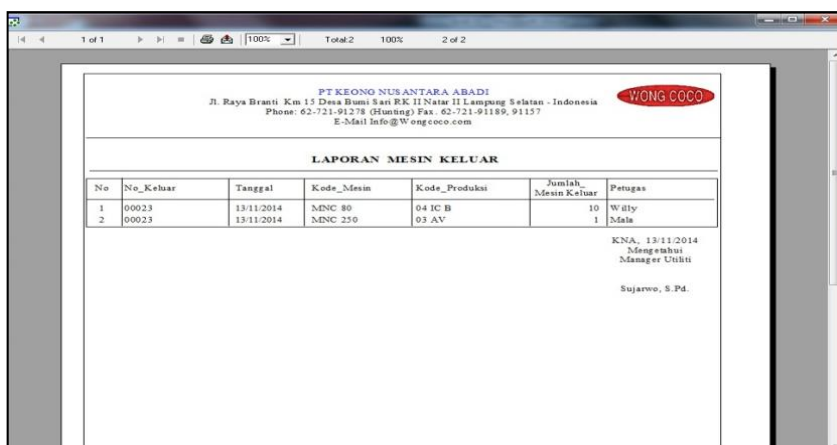 1 of 1 100% Total:2 100% 2 of 2
PT KEONG NUSANTARA ABADI
Jl. Raya Branti Km 15 Desa Bumi Sari RK II Natar II Lampung Selatan - Indonesia
Phone: 62-721-91278 (Hunting) Fax. 62-721-91189, 91157
E-Mail Info@Wongcoco.com
WONG COCO
LAPORAN MESIN KELUAR
No No_Keluar Tanggal Kode_Mesin Kode_Produksi Jumlah_ Mesin Keluar Petugas
1 00023 13/11/2014 MNC 80 04 IC B 10 Willy
2 00023 13/11/2014 MNC 250 03 AV 1 Mala
KNA, 13/11/2014
Mengetahui
Manager Utiliti
Sujarwo, S.Pd.